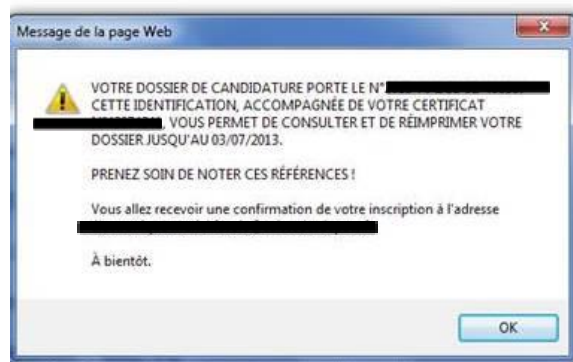 Message de la page Web
VOTRE DOSSIER DE CANDIDATURE PORTE LE N°
CETTE IDENTIFICATION, ACCOMPAGNÉE DE VOTRE CERTIFICAT
, VOUS PERMET DE CONSULTER ET DE RÉIMPRIMER VOTRE
DOSSIER JUSQU'AU 03/07/2013.
PRENEZ SOIN DE NOTER CES RÉFÉRENCES !
Vous allez recevoir une confirmation de votre inscription à l'adresse
À bientôt.
OK